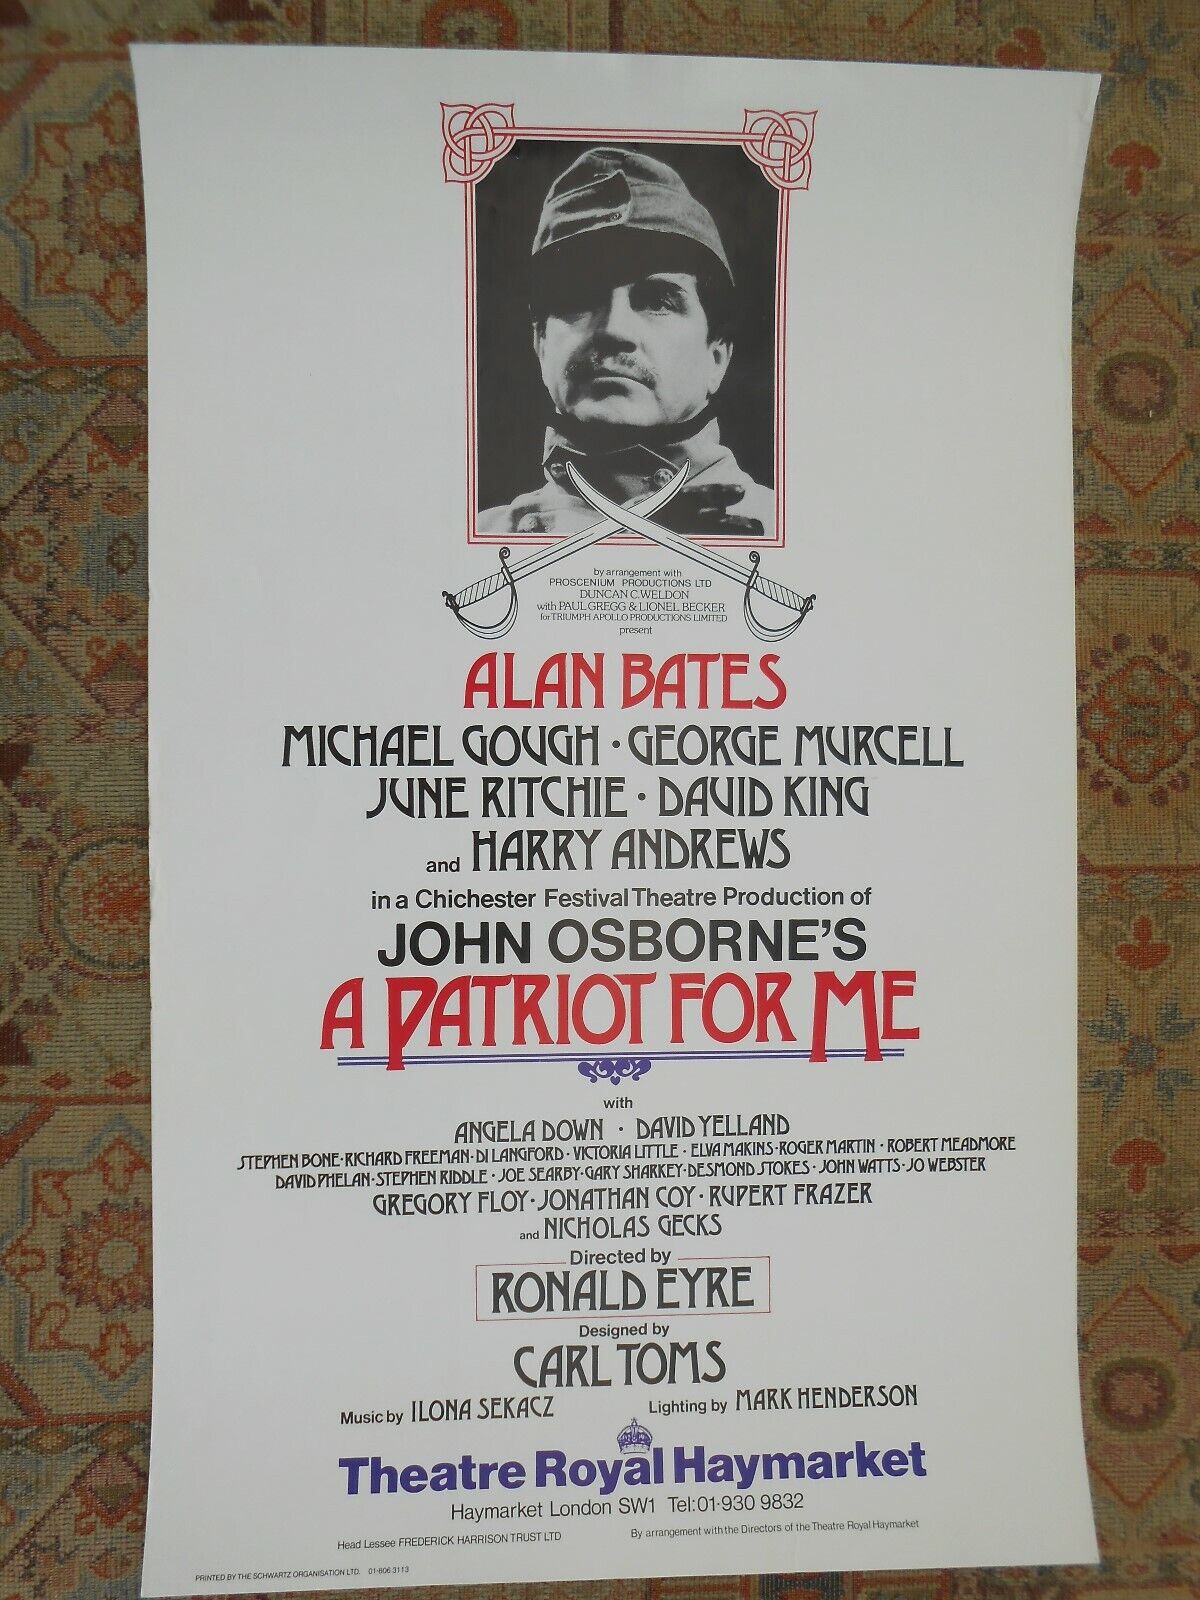 by arrangement with
PROSCENIUM PRODUCTIONS LTD
DUNCAN C. WELDON
with PAUL GREGG & LIONEL BECKER
for TRIUMPH APOLLO PRODUCTIONS LIMITED
present
ALAN BATES
MICHAEL GOUGH · GEORGE MURCELL
JUNE RITCHIE · DAVID KING
and HARRY ANDREWS
in a Chichester Festival Theatre Production of
JOHN OSBORNE'S
A PATRIOT FOR ME
with
ANGELA DOWN · DAVID YELLAND
STEPHEN BONE · RICHARD FREEMAN · DI LANGFORD · VICTORIA LITTLE · ELVA MAKINS · ROGER MARTIN · ROBERT MEADMORE
DAVID PHELAN · STEPHEN RIDDLE · JOE SEARBY · GARY SHARKEY · DESMOND STOKES · JOHN WATTS · JO WEBSTER
GREGORY FLOY · JONATHAN COY · RUPERT FRAZER
and NICHOLAS GECKS
Directed by
RONALD EYRE
Designed by
CARL TOMS
Music by ILONA SEKACZ Lighting by MARK HENDERSON
Theatre Royal Haymarket
Haymarket London SW1 Tel: 01-930 9832
Head Lessee FREDERICK HARRISON TRUST LTD By arrangement with the Directors of the Theatre Royal Haymarket
PRINTED BY THE SCHWARTZ ORGANISATION LTD. 01-606 3113